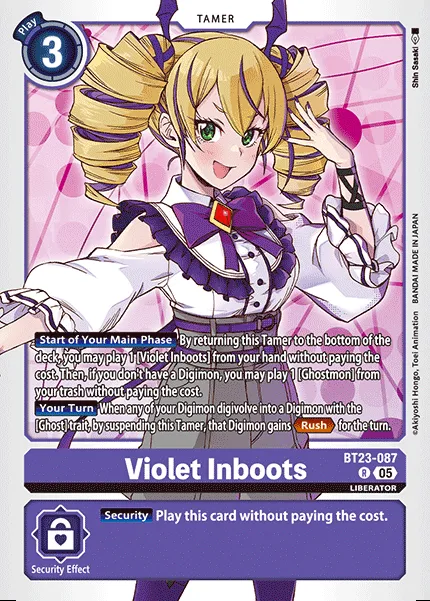 TAMER
Play
3
Shin Sasaki
[Start of Your Main Phase] By returning this Tamer to the bottom of the
deck, you may play 1 [Violet Inboots] from your hand without paying the
cost. Then, if you don't have a Digimon, you may play 1 [Ghostmon] from
your trash without paying the cost.
[Your Turn] When any of your Digimon digivolve into a Digimon with the
[Ghost] trait, by suspending this Tamer, that Digimon gains Rush for the turn.
©Akiyoshi Hongo, Toei Animation BANDAI MADE IN JAPAN
Violet Inboots
BT23-087
R 05
LIBERATOR
Security Play this card without paying the cost.
Security Effect